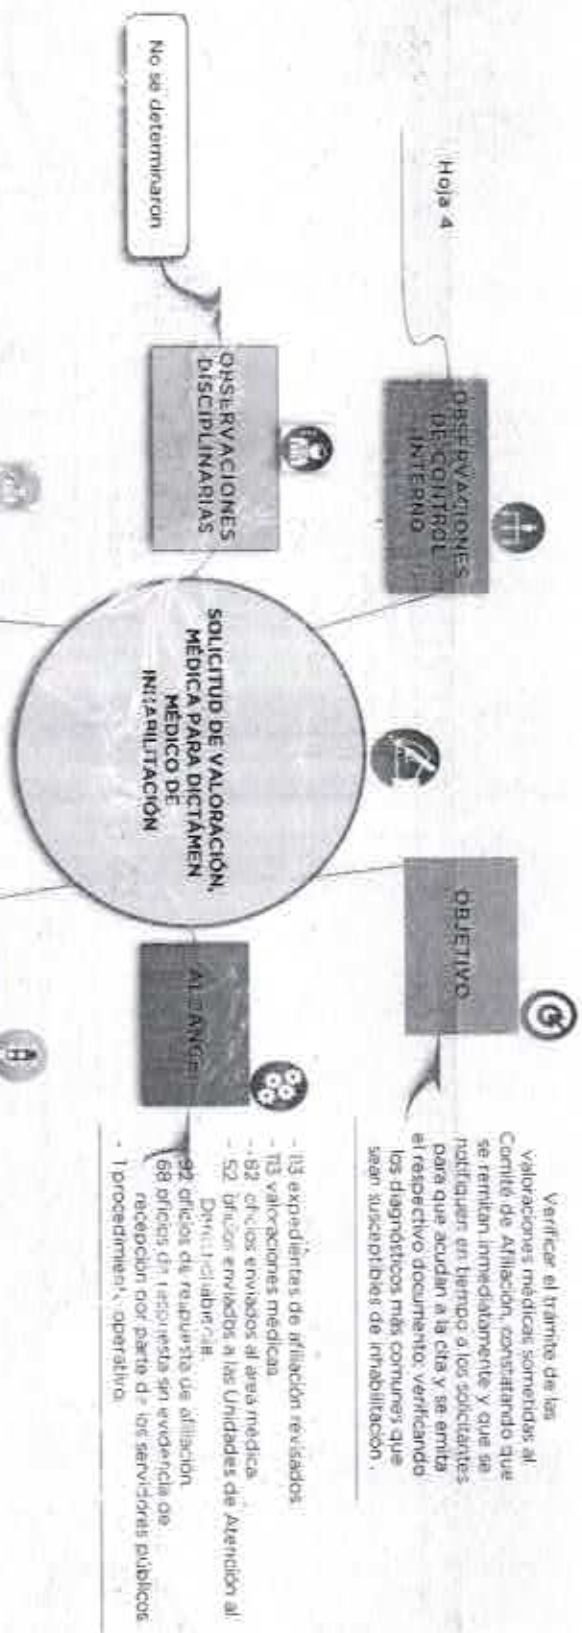 Hoja 4
OBSERVACIONES
DE CONTROL
INTERNO
No se determinaron
OBSERVACIONES
DISCIPLINARIAS
SOLICITUD DE VALORACIÓN,
MÉDICA PARA DICTÁMEN
MÉDICO DE
INHABILITACIÓN
OBJETIVO
Verificar el trámite de las
valoraciones médicas sometidas al
Comité de Afiliación, constatando que
se remitan inmediatamente y que se
notifiquen en tiempo a los solicitantes
para que acudan a la cita y se emita
el respectivo documento, verificando
los diagnósticos más comunes que
sean susceptibles de inhabilitación.
ALCANCE
- 113 expedientes de afiliación revisados
- 113 valoraciones médicas
- 82 oficios enviados al area médica
- 52 oficios enviados a las Unidades de Atención al
Derechohabiente.
92 oficios de respuesta de afiliación
68 oficios de respuesta sin evidencia de
recepción por parte de los servidores públicos
- 1 procedimiento operativo